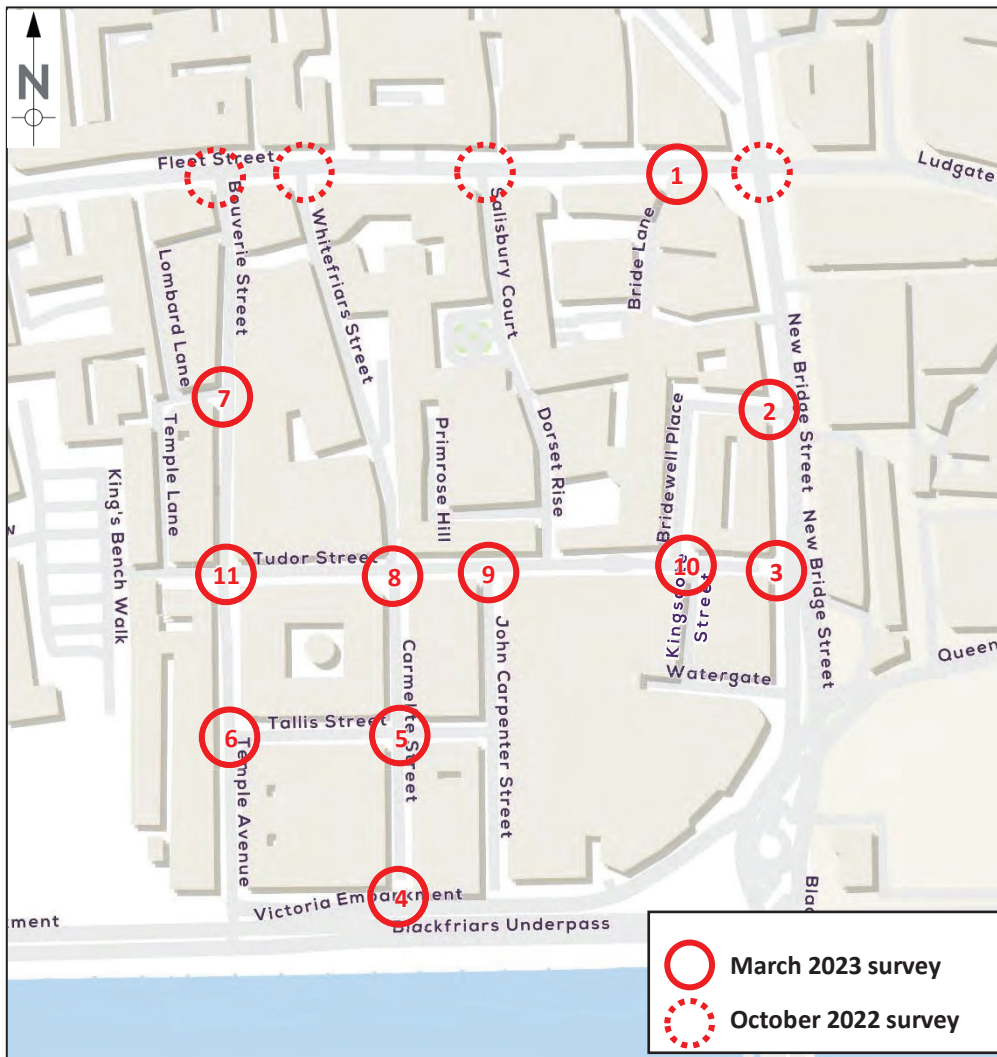 N
Fleet Street
Ludgate
1
Bouverie Street
Whitefriars Street
Salisbury Court
Bride Lane
Lombard Lane
New Bridge Street
7
2
Temple Lane
Primrose Hill
Dorset Rise
Bridewell Place
King's Bench Walk
New Bridge Street
Tudor Street
11
8
9
10
3
Street
John Carpenter Street
Carmelite Street
Queen
Watergate
Tallis Street
6
5
Temple Avenue
4
Victoria Embankment
Blackfriars Underpass
March 2023 survey
October 2022 survey